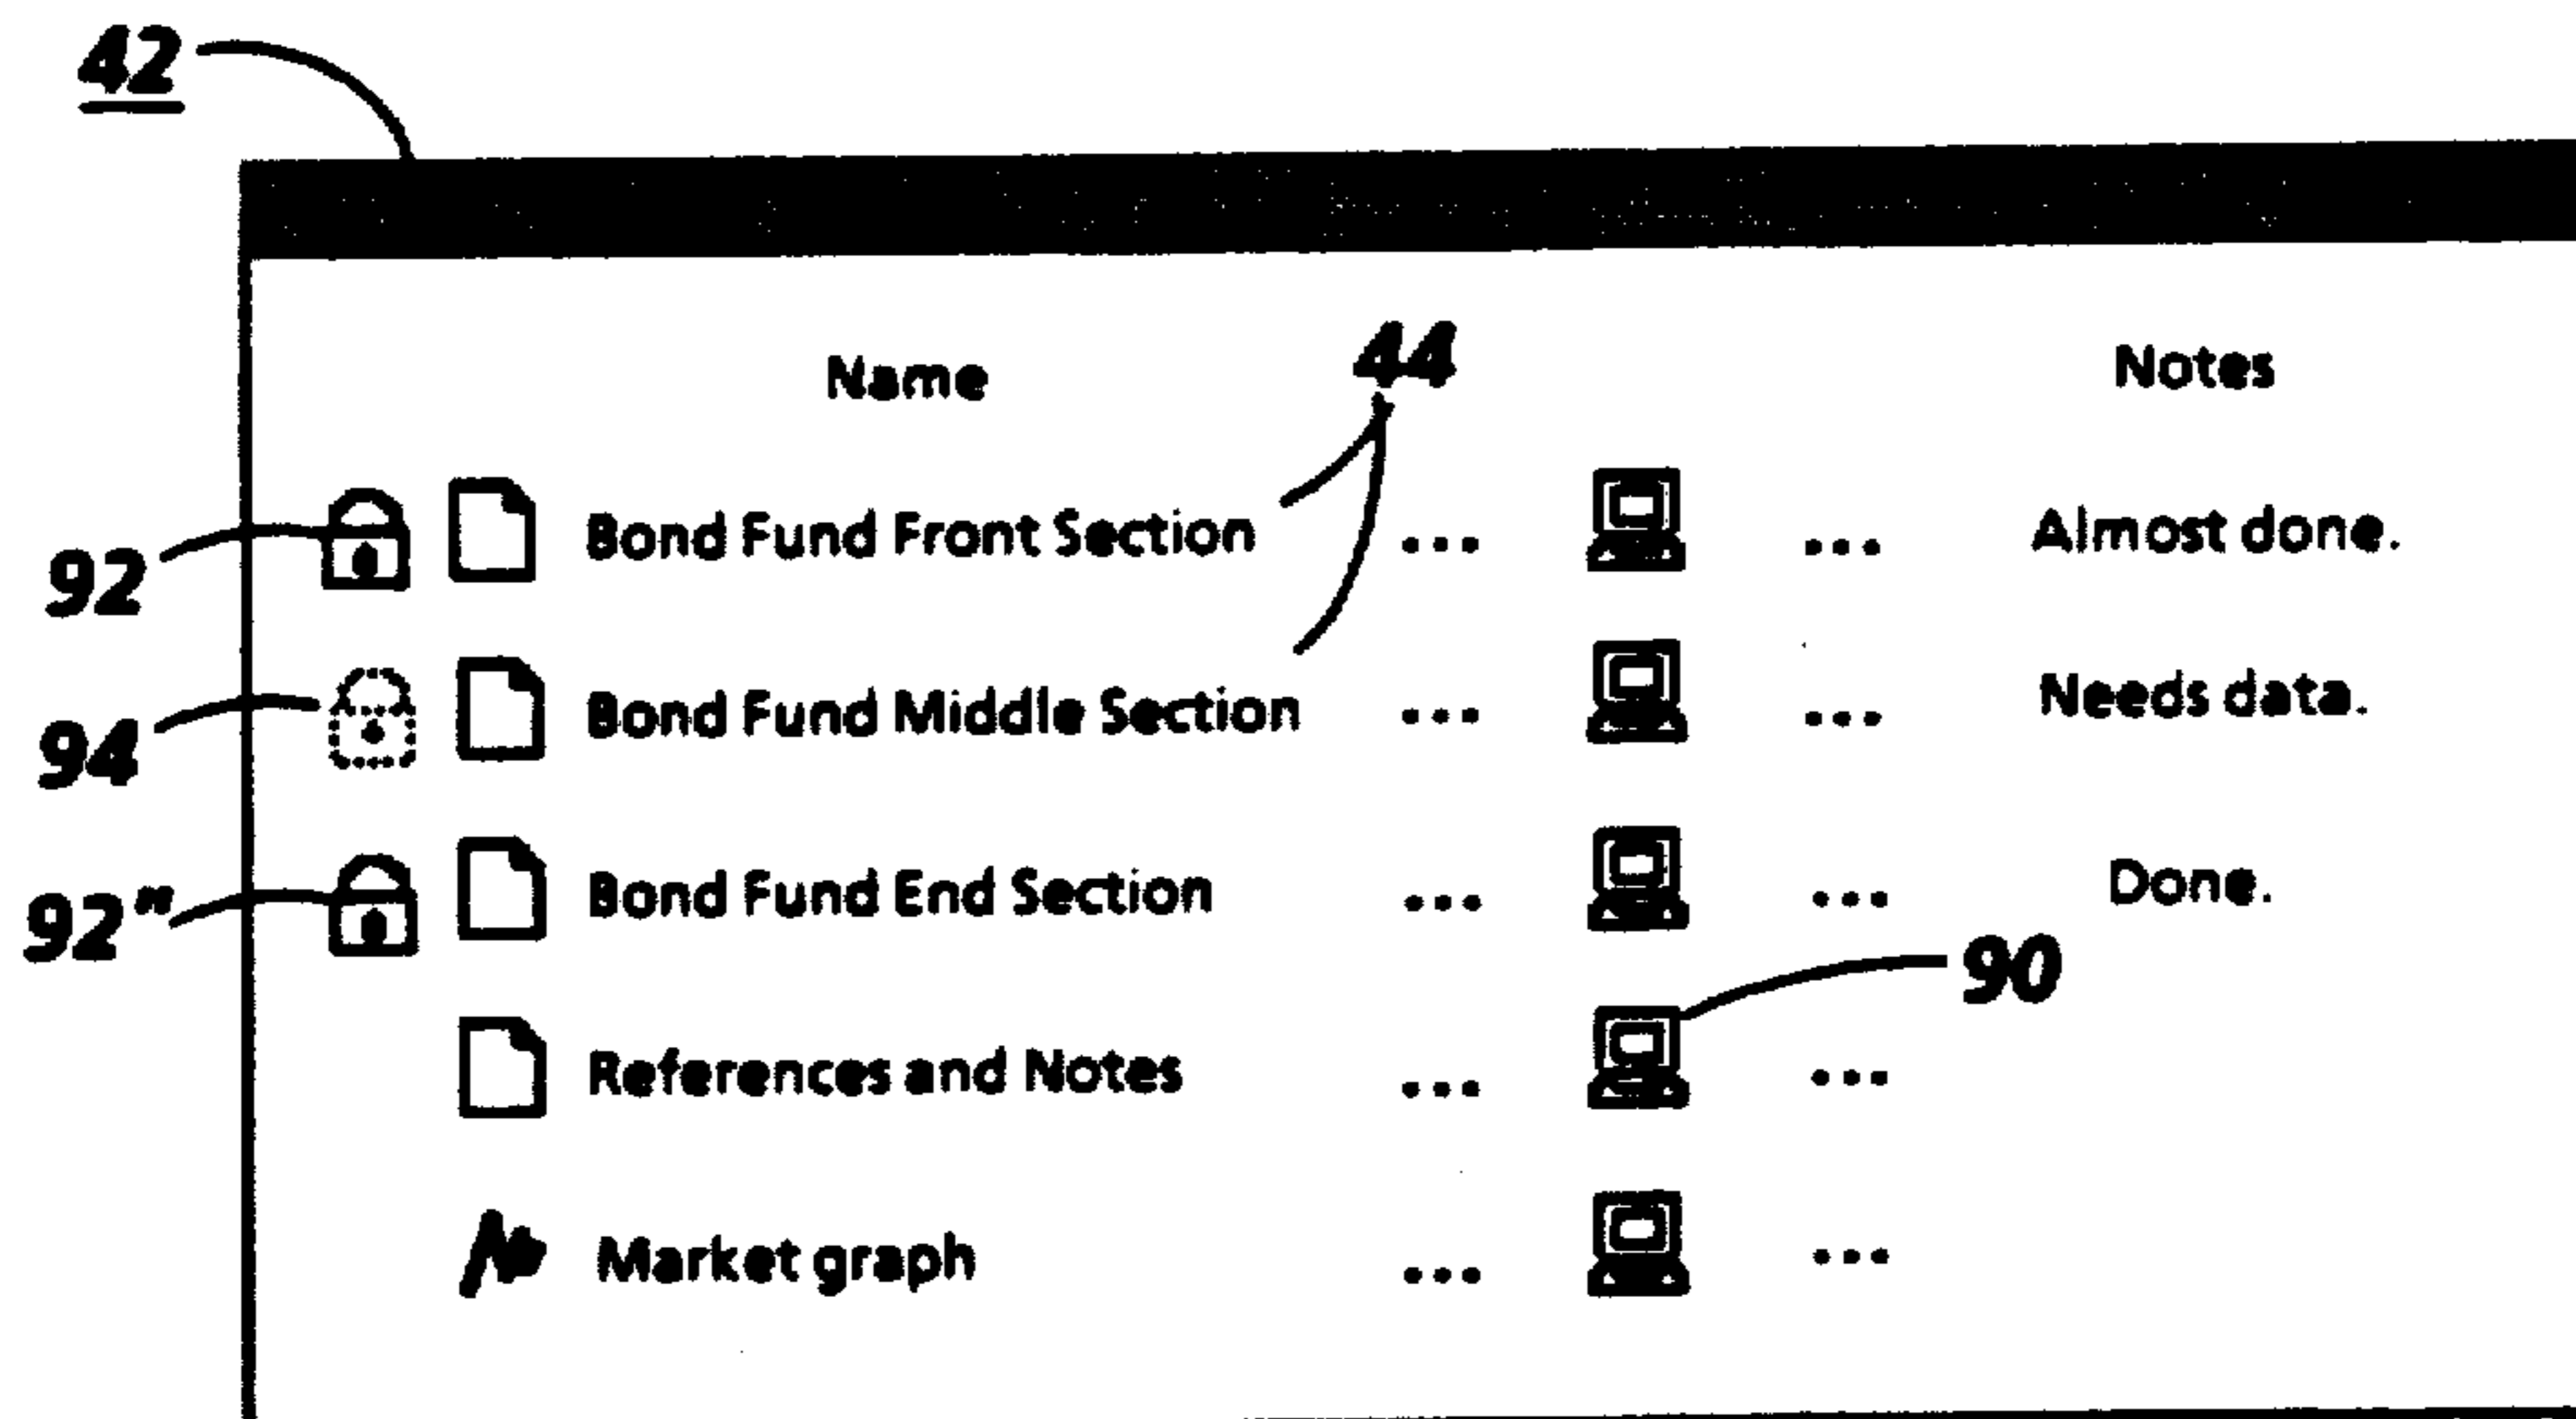 42
Name 44 Notes
92 Bond Fund Front Section ... ... Almost done.
94 Bond Fund Middle Section ... ... Needs data.
92" Bond Fund End Section ... ... Done.
90
References and Notes ... ...
Market graph ... ...